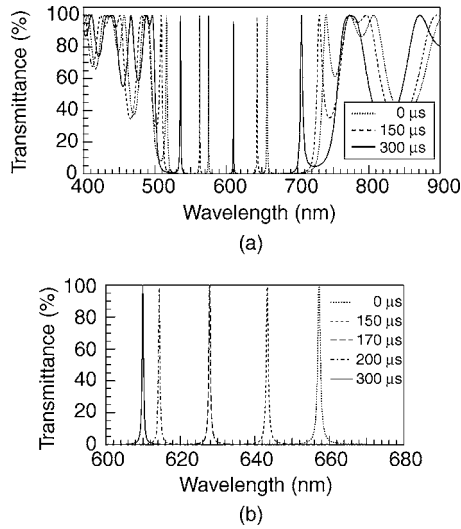 Transmittance (%)
100
80
60
40
20
0
400 500 600 700 800 900
0 μs
150 μs
300 μs
Wavelength (nm)
(a)
Transmittance (%)
100
80
60
40
20
0
600 620 640 660 680
0 μs
150 μs
170 μs
200 μs
300 μs
Wavelength (nm)
(b)